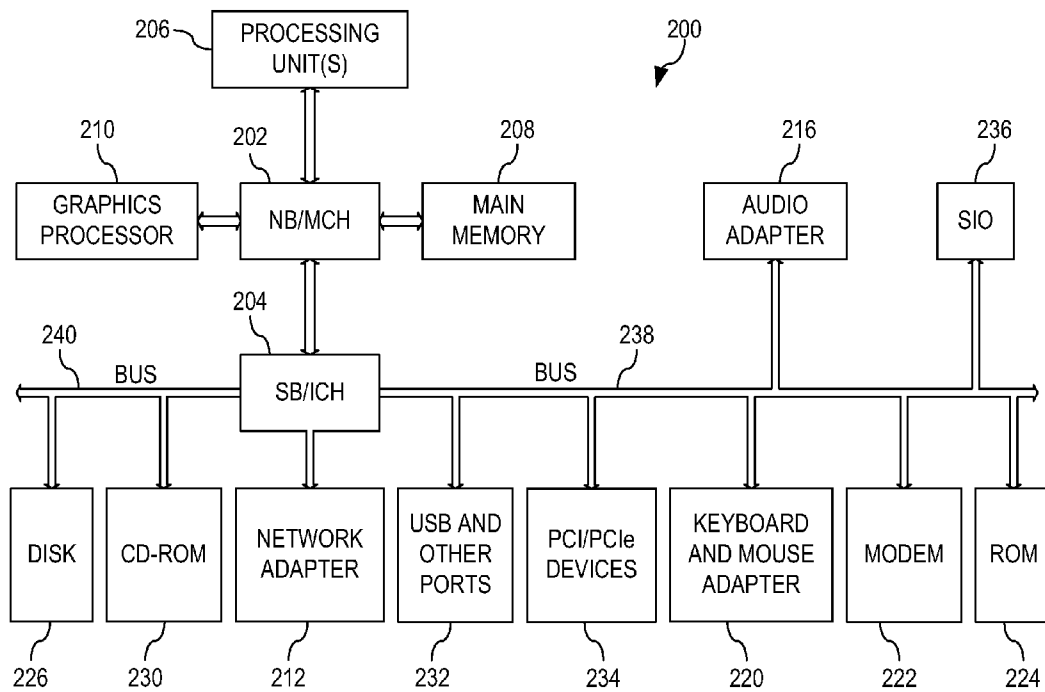 206
PROCESSING
UNIT(S)
200
210
202
208
216
236
GRAPHICS
PROCESSOR
NB/MCH
MAIN
MEMORY
AUDIO
ADAPTER
SIO
204
240
238
BUS
SB/ICH
BUS
DISK
CD-ROM
NETWORK
ADAPTER
USB AND
OTHER
PORTS
PCI/PCIe
DEVICES
KEYBOARD
AND MOUSE
ADAPTER
MODEM
ROM
226
230
212
232
234
220
222
224